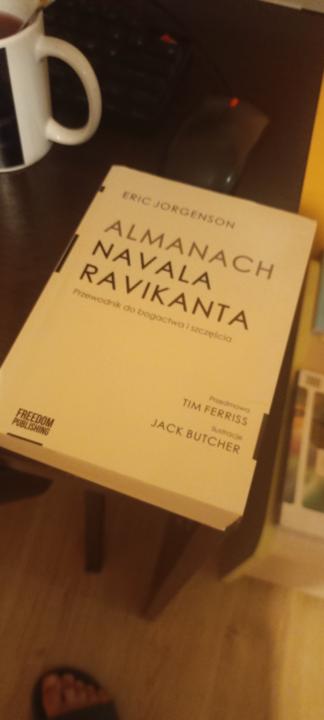 ERIC JORGENSON
ALMANACH
NAVALA
RAVIKANTA
Przewodnik do bogactwa i szczęścia
Przedmowa
TIM FERRISS
Ilustracje
JACK BUTCHER
FREEDOM
PUBLISHING